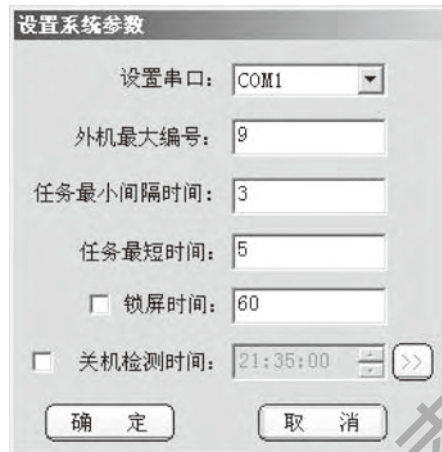 设置系统参数
设置串口： COM1
外机最大编号： 9
任务最小间隔时间： 3
任务最短时间： 5
锁屏时间： 60
关机检测时间： 21:35:00 >>
确 定 取 消